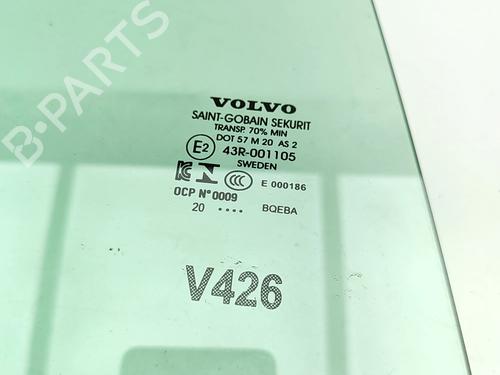 B-PARTS
VOLVO
SAINT-GOBAIN SEKURIT
TRANSP. 70% MIN
DOT 57 M 20 AS 2
E2 43R-001105
SWEDEN
E 000186
OCP N°0009
20 .... BQEBA
V426